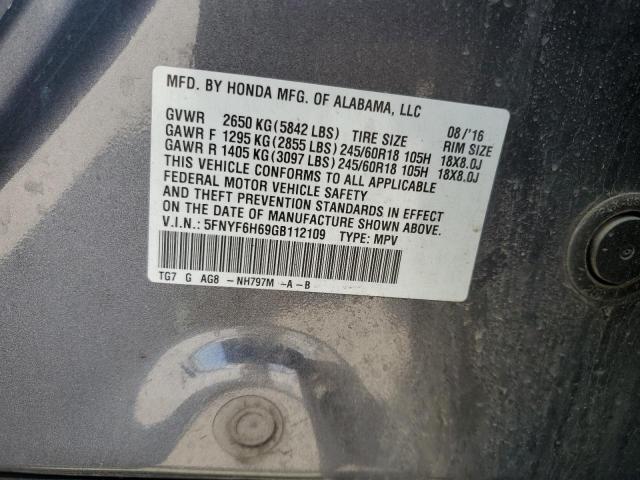 MFD. BY HONDA MFG. OF ALABAMA, LLC
08/'16
GVWR 2650 KG (5842 LBS) TIRE SIZE RIM SIZE
GAWR F 1295 KG (2855 LBS) 245/60R18 105H 18X8.0J
GAWR R 1405 KG (3097 LBS) 245/60R18 105H 18X8.0J
THIS VEHICLE CONFORMS TO ALL APPLICABLE
FEDERAL MOTOR VEHICLE SAFETY
AND THEFT PREVENTION STANDARDS IN EFFECT
ON THE DATE OF MANUFACTURE SHOWN ABOVE.
V.I.N.: 5FNYF6H69GB112109 TYPE: MPV
TG7 G AG8 - NH797M -A-B